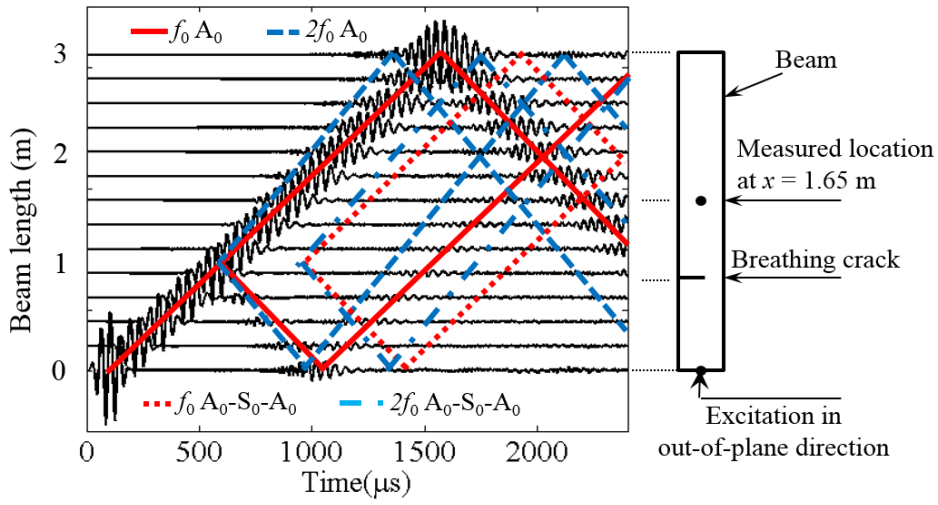 f₀ A₀
2f₀ A₀
3
2
1
0
Beam length (m)
f₀ A₀-S₀-A₀
2f₀ A₀-S₀-A₀
0
500
1000
1500
2000
Time(μs)
Beam
Measured location
at x = 1.65 m
Breathing crack
Excitation in
out-of-plane direction